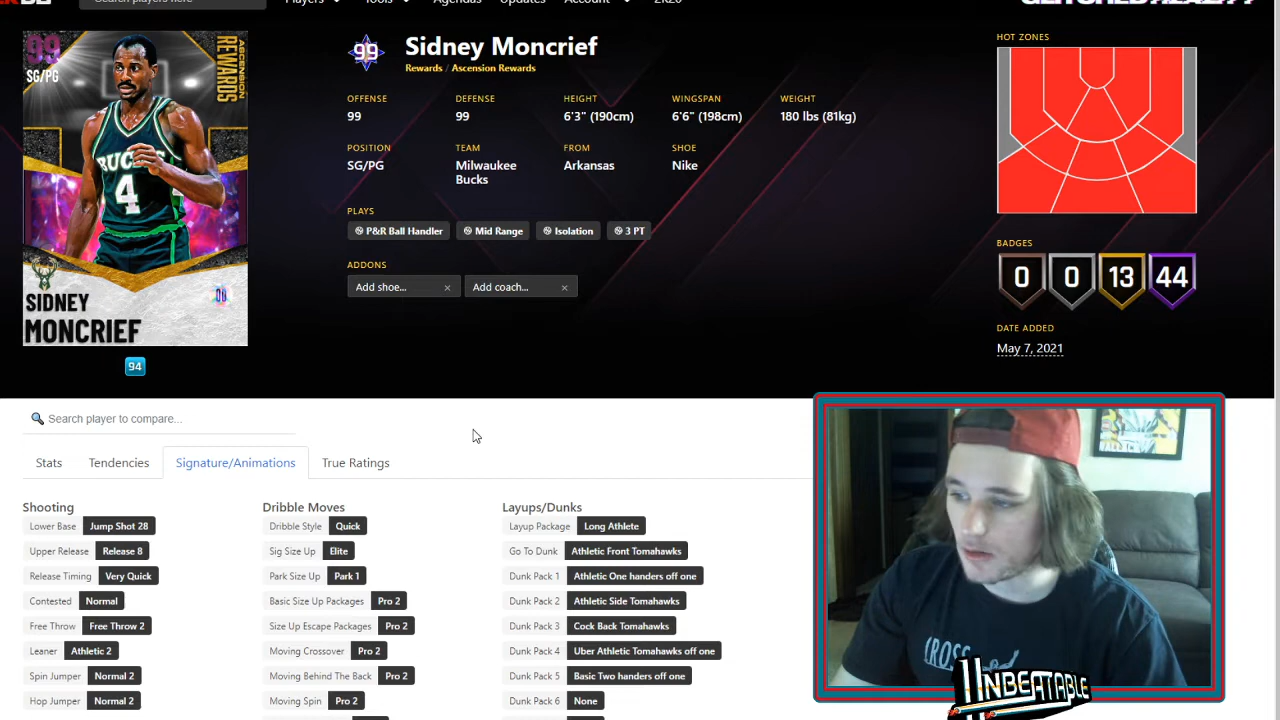 Search players here
Players
Tools
Agendas
Updates
Account
2K20
99
SG/PG
ASCENSION
REWARDS
BUCKS
4
SIDNEY
MONCRIEF
94
99
Sidney Moncrief
Rewards / Ascension Rewards
OFFENSE
99
DEFENSE
99
HEIGHT
6'3" (190cm)
WINGSPAN
6'6" (198cm)
WEIGHT
180 lbs (81kg)
POSITION
SG/PG
TEAM
Milwaukee
Bucks
FROM
Arkansas
SHOE
Nike
PLAYS
P&R Ball Handler
Mid Range
Isolation
3 PT
ADDONS
Add shoe... ×
Add coach... ×
HOT ZONES
BADGES
0 0 13 44
DATE ADDED
May 7, 2021
Search player to compare...
Stats
Tendencies
Signature/Animations
True Ratings
Shooting
Lower Base Jump Shot 28
Upper Release Release 8
Release Timing Very Quick
Contested Normal
Free Throw Free Throw 2
Leaner Athletic 2
Spin Jumper Normal 2
Hop Jumper Normal 2
Dribble Moves
Dribble Style Quick
Sig Size Up Elite
Park Size Up Park 1
Basic Size Up Packages Pro 2
Size Up Escape Packages Pro 2
Moving Crossover Pro 2
Moving Behind The Back Pro 2
Moving Spin Pro 2
Layups/Dunks
Layup Package Long Athlete
Go To Dunk Athletic Front Tomahawks
Dunk Pack 1 Athletic One handers off one
Dunk Pack 2 Athletic Side Tomahawks
Dunk Pack 3 Cock Back Tomahawks
Dunk Pack 4 Uber Athletic Tomahawks off one
Dunk Pack 5 Basic Two handers off one
Dunk Pack 6 None
UNBEATABLE